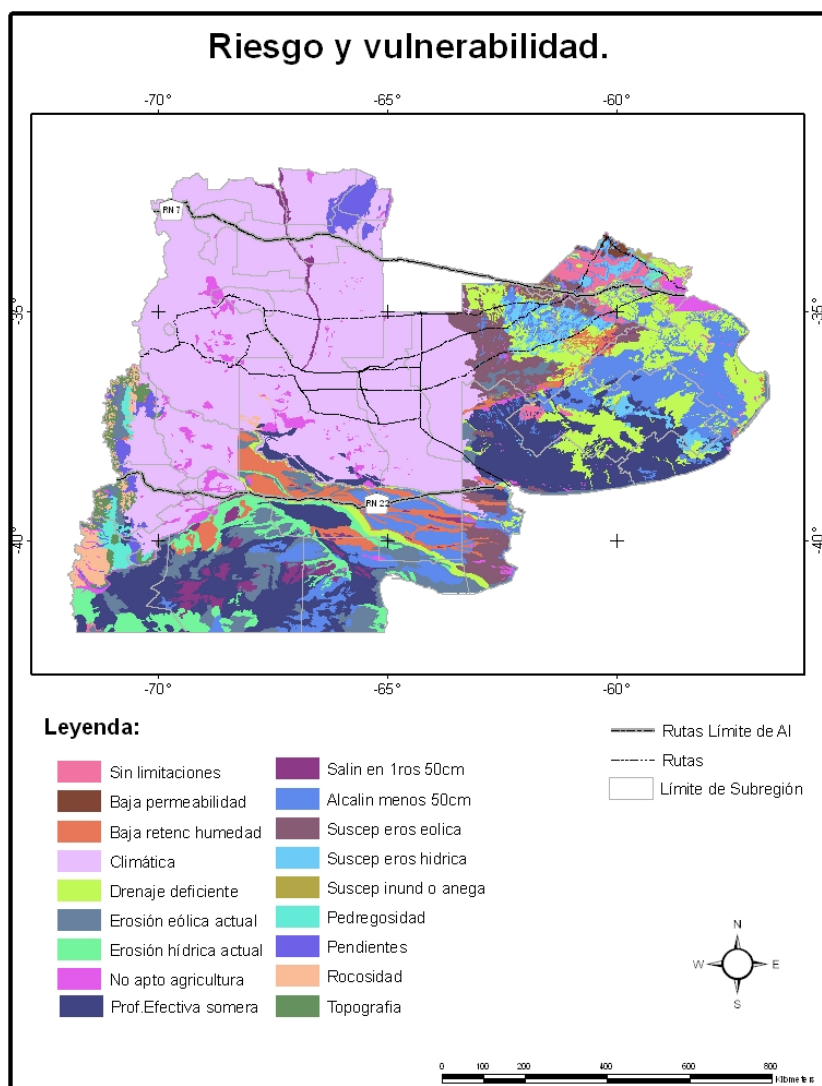 Riesgo y vulnerabilidad.
-70° -65° -60°
RN 7
-35° -35°
RN 22
-40° -40°
-70° -65° -60°
Leyenda:
Sin limitaciones
Baja permeabilidad
Baja retenc humedad
Climática
Drenaje deficiente
Erosión eólica actual
Erosión hídrica actual
No apto agricultura
Prof.Efectiva somera
Salin en 1ros 50cm
Alcalin menos 50cm
Suscep eros eolica
Suscep eros hidrica
Suscep inund o anega
Pedregosidad
Pendientes
Rocosidad
Topografia
Rutas Límite de AI
Rutas
Límite de Subregión
N
W E
S
0 100 200 400 600 800
Kilometers